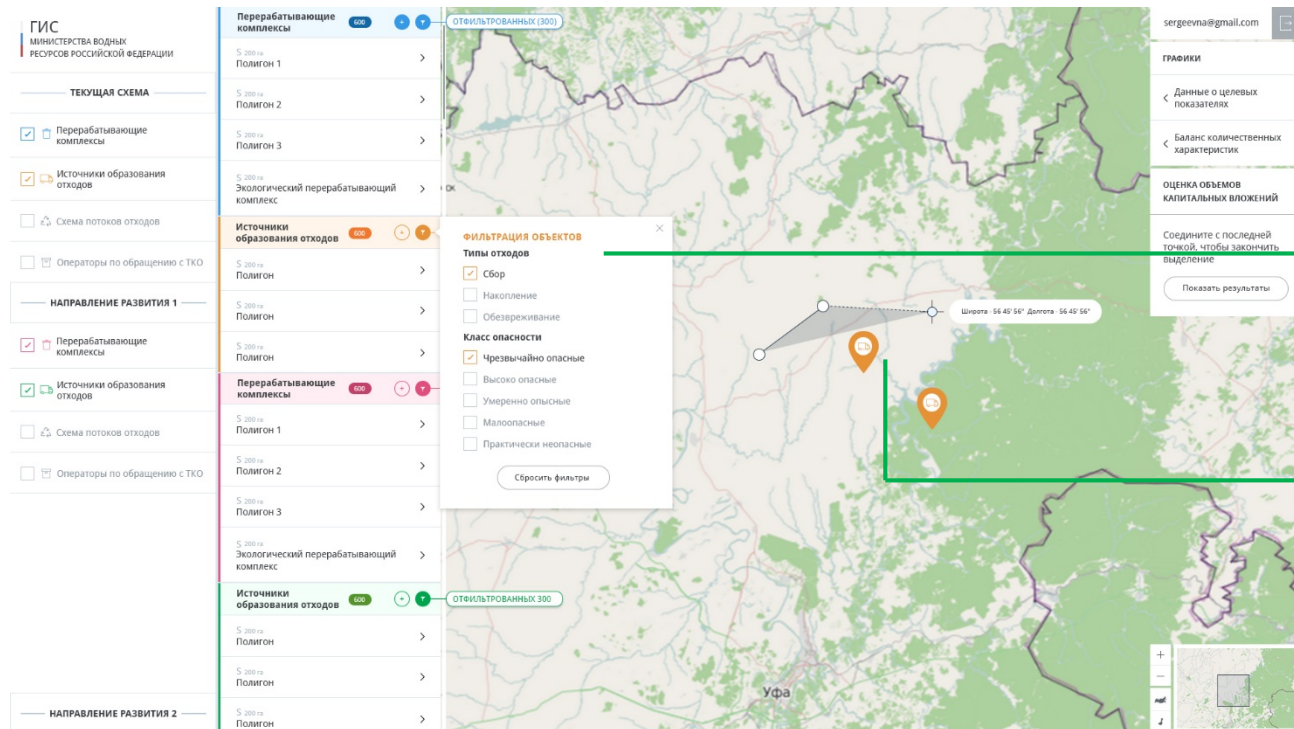 ГИС
МИНИСТЕРСТВА ВОДНЫХ
РЕСУРСОВ РОССИЙСКОЙ ФЕДЕРАЦИИ
ТЕКУЩАЯ СХЕМА
Перерабатывающие
комплексы
Источники образования
отходов
Схема потоков отходов
Операторы по обращению с ТКО
НАПРАВЛЕНИЕ РАЗВИТИЯ 1
Перерабатывающие
комплексы
Источники образования
отходов
Схема потоков отходов
Операторы по обращению с ТКО
НАПРАВЛЕНИЕ РАЗВИТИЯ 2
Перерабатывающие
комплексы 600
ОТФИЛЬТРОВАННЫХ (300)
S 200 га
Полигон 1
S 200 га
Полигон 2
S 200 га
Полигон 3
S 200 га
Экологический перерабатывающий
комплекс
Источники
образования отходов 600
S 200 га
Полигон
S 200 га
Полигон
S 200 га
Полигон
Перерабатывающие
комплексы 600
S 200 га
Полигон 1
S 200 га
Полигон 2
S 200 га
Полигон 3
S 200 га
Экологический перерабатывающий
комплекс
Источники
образования отходов 600
ОТФИЛЬТРОВАННЫХ 300
S 200 га
Полигон
S 200 га
Полигон
S 200 га
Полигон
ФИЛЬТРАЦИЯ ОБЪЕКТОВ
Типы отходов
Сбор
Накопление
Обезвреживание
Класс опасности
Чрезвычайно опасные
Высоко опасные
Умеренно опысные
Малоопасные
Практически неопасные
Сбросить фильтры
Широта - 56 45' 56" Долгота - 56 45' 56"
Уфа
sergeevna@gmail.com
ГРАФИКИ
Данные о целевых
показателях
Баланс количественных
характеристик
ОЦЕНКА ОБЪЕМОВ
КАПИТАЛЬНЫХ ВЛОЖЕНИЙ
Соедините с последней
точкой, чтобы закончить
выделение
Показать результаты